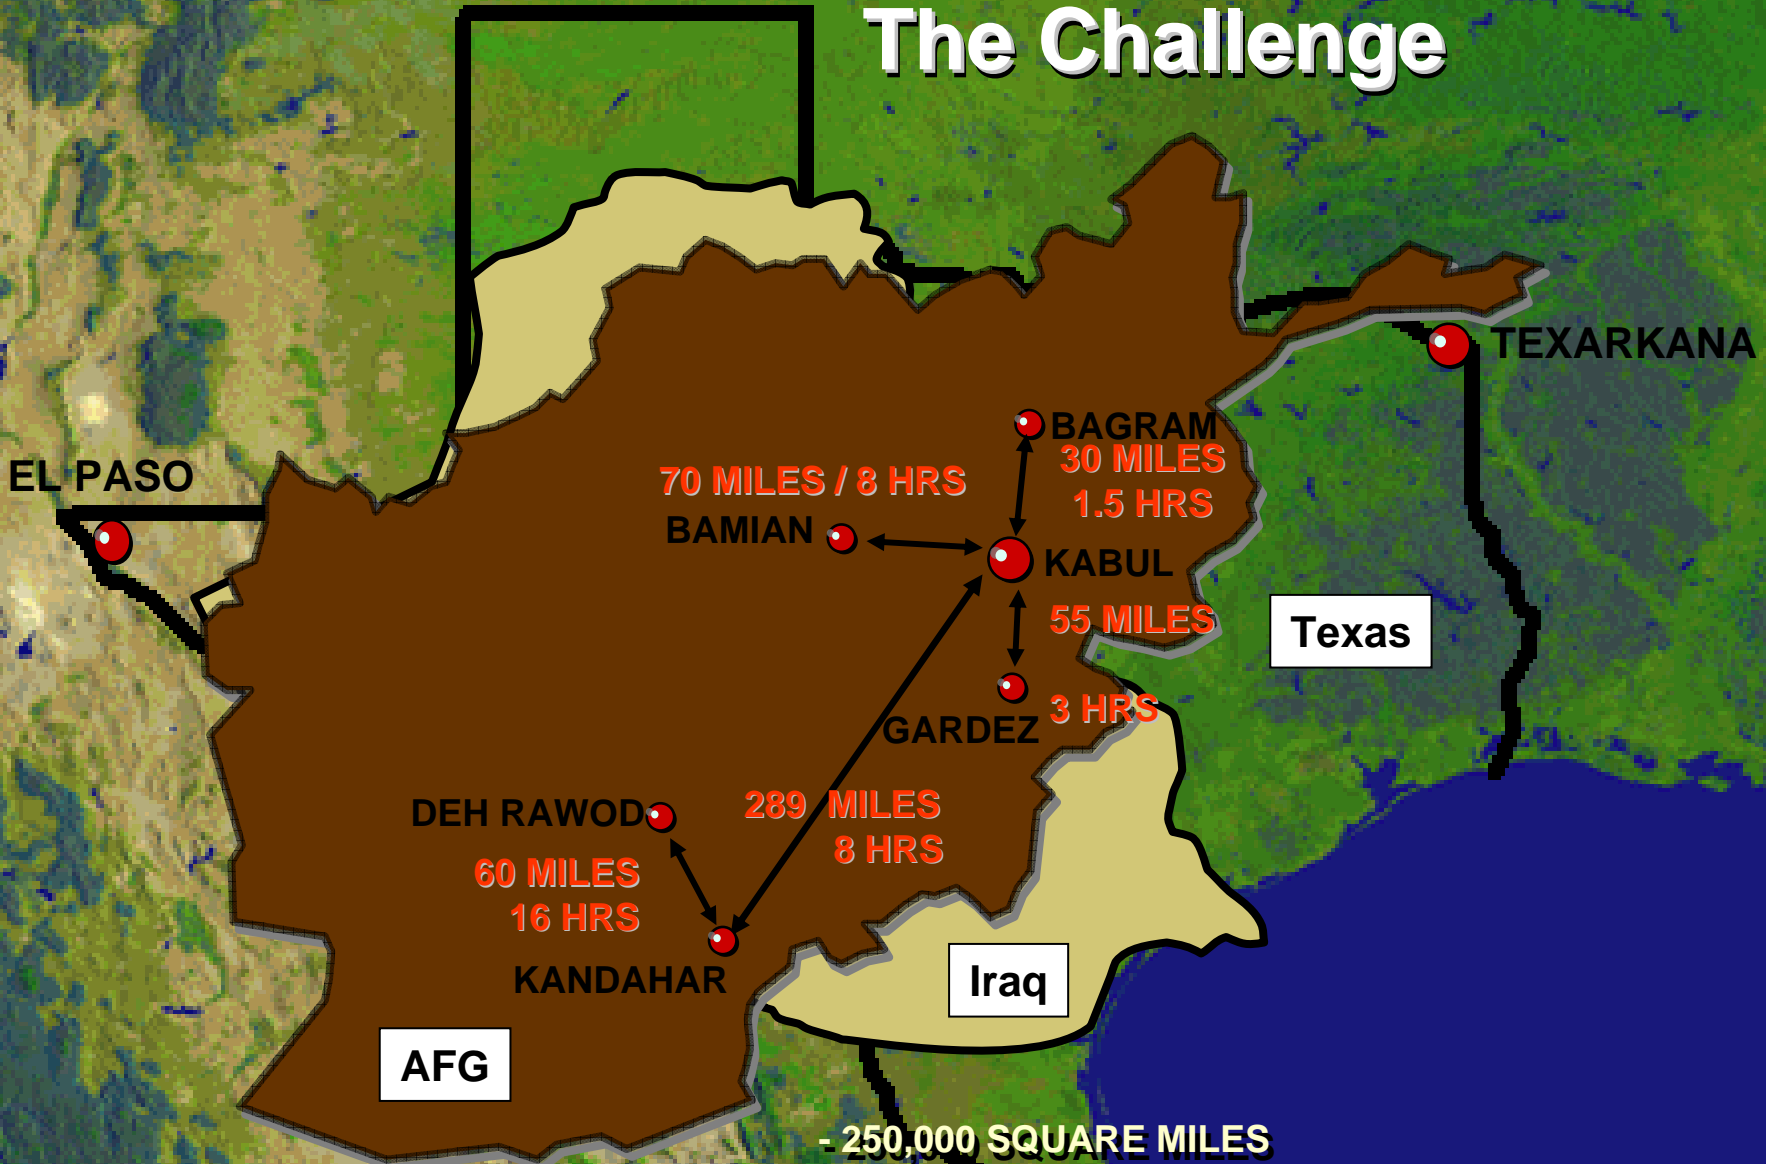 The Challenge
TEXARKANA
BAGRAM
30 MILES
1.5 HRS
70 MILES / 8 HRS
EL PASO
BAMIAN
KABUL
55 MILES
Texas
3 HRS
GARDEZ
DEH RAWOD
289 MILES
8 HRS
60 MILES
16 HRS
KANDAHAR
Iraq
AFG
- 250,000 SQUARE MILES